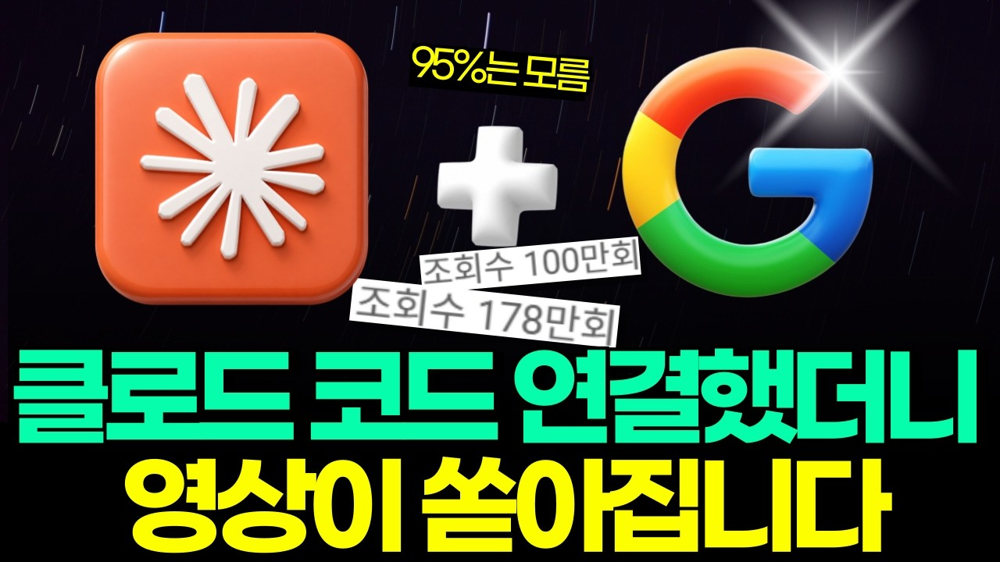 95%는 모름
조회수 100만회
조회수 178만회
클로드 코드 연결했더니
영상이 쏟아집니다